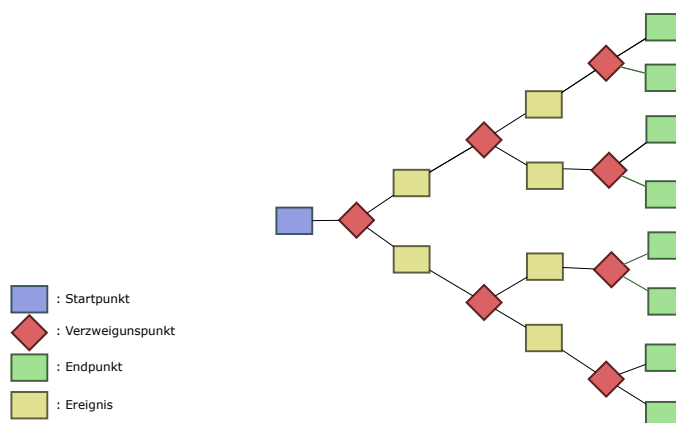 : Startpunkt
: Verzweigunspunkt
: Endpunkt
: Ereignis